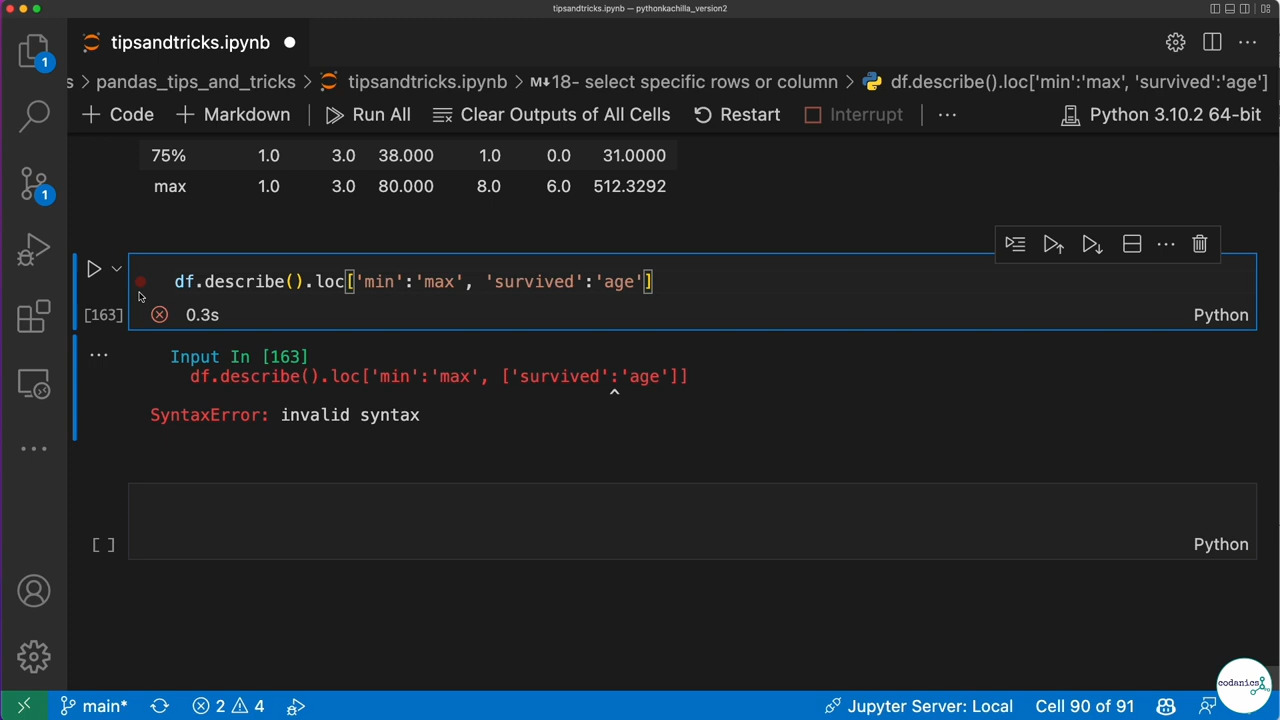 tipsandtricks.ipynb — pythonkachilla_version2
tipsandtricks.ipynb
s > pandas_tips_and_tricks > tipsandtricks.ipynb > M↓18- select specific rows or column > df.describe().loc['min':'max', 'survived':'age']
+ Code + Markdown Run All Clear Outputs of All Cells Restart Interrupt ... Python 3.10.2 64-bit
75% 1.0 3.0 38.000 1.0 0.0 31.0000
max 1.0 3.0 80.000 8.0 6.0 512.3292
df.describe().loc['min':'max', 'survived':'age']
[163] 0.3s Python
Input In [163]
df.describe().loc['min':'max', ['survived':'age']]
^
SyntaxError: invalid syntax
[ ] Python
1
1
main* 2 4 Jupyter Server: Local Cell 90 of 91
codanics